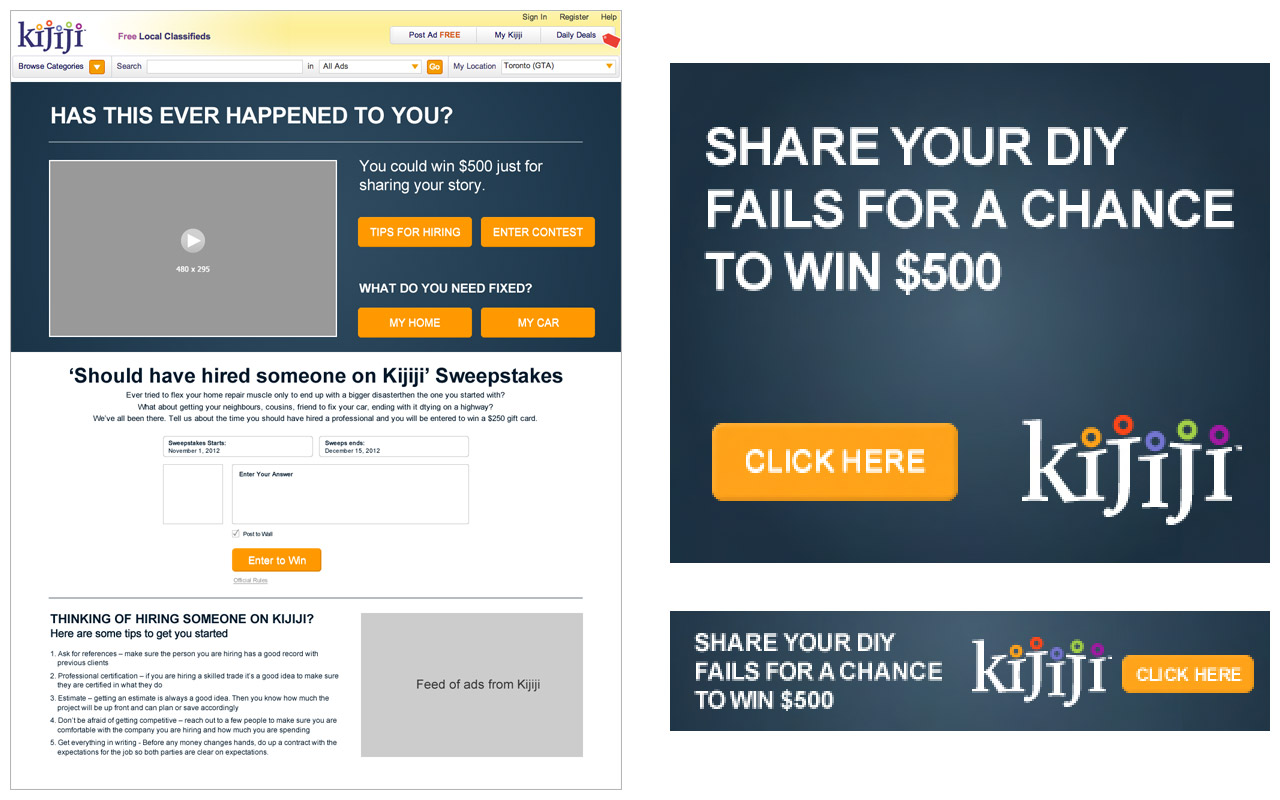 Sign In Register Help
kijiji™ Free Local Classifieds
Post Ad FREE My Kijiji Daily Deals
Browse Categories Search in All Ads Go My Location Toronto (GTA)
HAS THIS EVER HAPPENED TO YOU?
You could win $500 just for
sharing your story.
480 x 295
TIPS FOR HIRING ENTER CONTEST
WHAT DO YOU NEED FIXED?
MY HOME MY CAR
‘Should have hired someone on Kijiji’ Sweepstakes
Ever tried to flex your home repair muscle only to end up with a bigger disasterthen the one you started with?
What about getting your neighbours, cousins, friend to fix your car, ending with it dtying on a highway?
We’ve all been there. Tell us about the time you should have hired a professional and you will be entered to win a $250 gift card.
Sweepstakes Starts: Sweeps ends:
November 1, 2012 December 15, 2012
Enter Your Answer
Post to Wall
Enter to Win
Official Rules
THINKING OF HIRING SOMEONE ON KIJIJI?
Here are some tips to get you started
1. Ask for references – make sure the person you are hiring has a good record with
previous clients
2. Professional certification – if you are hiring a skilled trade it’s a good idea to make sure
they are certified in what they do
3. Estimate – getting an estimate is always a good idea. Then you know how much the
project will be up front and can plan or save accordingly
4. Don’t be afraid of getting competitive – reach out to a few people to make sure you are
comfortable with the company you are hiring and how much you are spending
5. Get everything in writing - Before any money changes hands, do up a contract with the
expectations for the job so both parties are clear on expectations.
Feed of ads from Kijiji
SHARE YOUR DIY
FAILS FOR A CHANCE
TO WIN $500
CLICK HERE
kijiji™
SHARE YOUR DIY
FAILS FOR A CHANCE
TO WIN $500
kijiji™
CLICK HERE